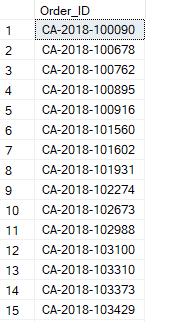 Order_ID
1 CA-2018-100090
2 CA-2018-100678
3 CA-2018-100762
4 CA-2018-100895
5 CA-2018-100916
6 CA-2018-101560
7 CA-2018-101602
8 CA-2018-101931
9 CA-2018-102274
10 CA-2018-102673
11 CA-2018-102988
12 CA-2018-103100
13 CA-2018-103310
14 CA-2018-103373
15 CA-2018-103429